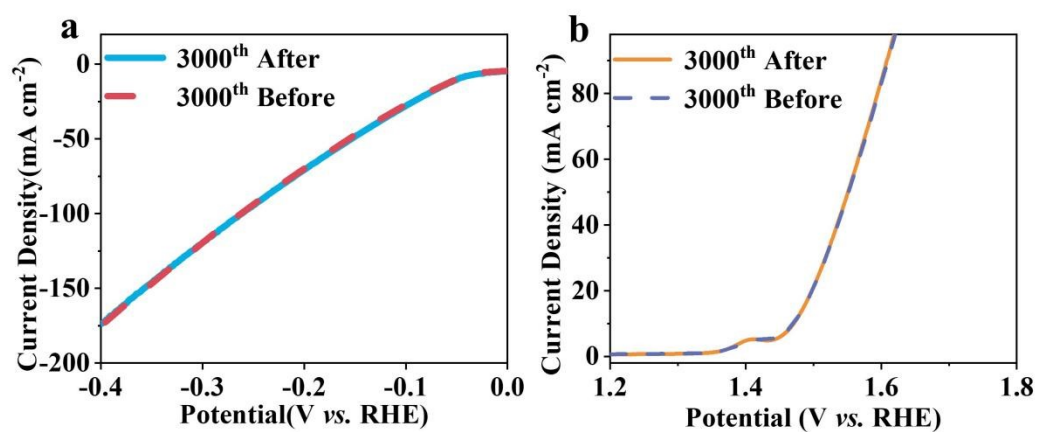 a
3000th After
3000th Before
0
-50
-100
-150
-200
Current Density(mA cm-2)
-0.4
-0.3
-0.2
-0.1
0.0
Potential(V vs. RHE)
b
3000th After
3000th Before
80
60
40
20
0
Current Density (mA cm-2)
1.2
1.4
1.6
1.8
Potential (V vs. RHE)